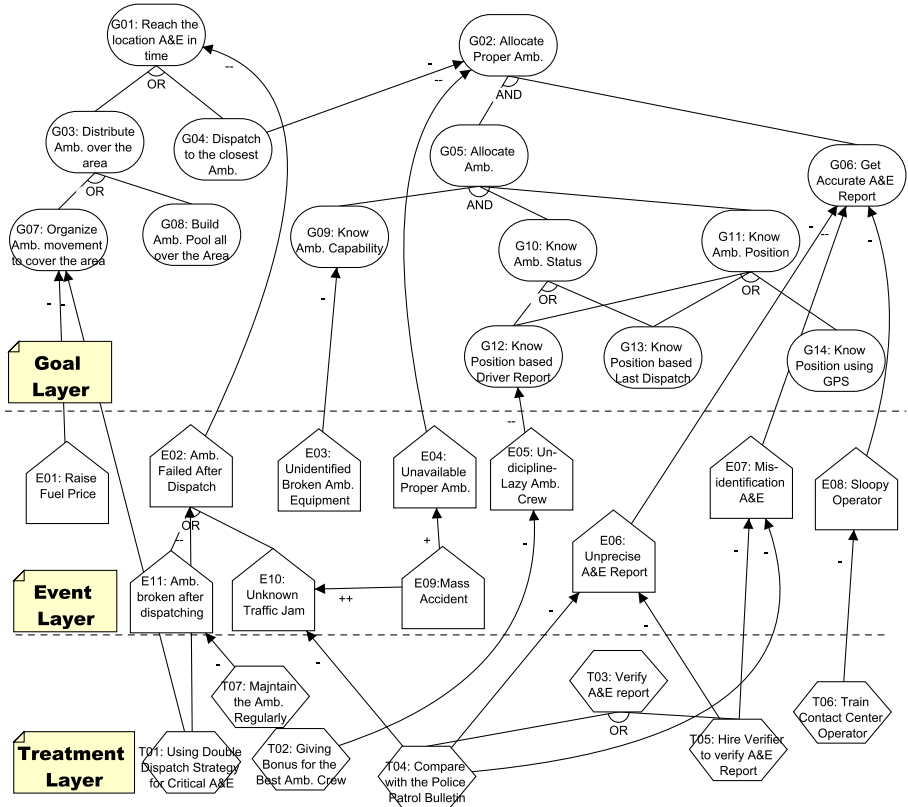 G01: Reach the
location A&E in
time
G02: Allocate
Proper Amb.
--
-
--
OR
AND
G03: Distribute
Amb. over the
area
G04: Dispatch
to the closest
Amb.
G05: Allocate
Amb.
G06: Get
Accurate A&E
Report
OR
AND
G07: Organize
Amb. movement
to cover the area
G08: Build
Amb. Pool all
over the Area
G09: Know
Amb. Capability
G10: Know
Amb. Status
G11: Know
Amb. Position
-
--
-
OR
OR
-
-
-
G12: Know
Position based
Driver Report
G13: Know
Position based
Last Dispatch
G14: Know
Position using
GPS
Goal
Layer
--
E01: Raise
Fuel Price
E02: Amb.
Failed After
Dispatch
E03:
Unidentified
Broken Amb.
Equipment
E04:
Unavailable
Proper Amb.
E05: Un-
dicipline-
Lazy Amb.
Crew
E07: Mis-
identification
A&E
E08: Sloopy
Operator
OR
--
+
-
E06:
Unprecise
A&E Report
-
-
-
Event
Layer
E11: Amb.
broken after
dispatching
E10:
Unknown
Traffic Jam
++
E09:Mass
Accident
-
-
-
-
T07: Majntain
the Amb.
Regularly
T03: Verify
A&E report
OR
T06: Train
Contact Center
Operator
Treatment
Layer
T01: Using Double
Dispatch Strategy
for Critical A&E
T02: Giving
Bonus for the
Best Amb. Crew
T04: Compare
with the Police
Patrol Bulletin
T05: Hire Verifier
to verify A&E
Report